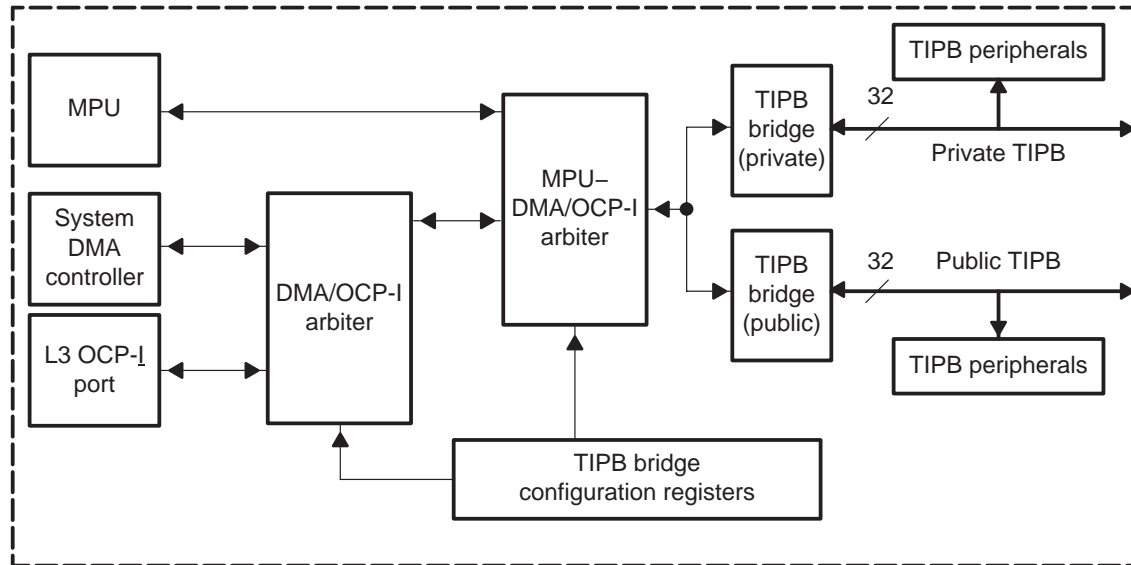 TIPB peripherals
MPU
TIPB
bridge
(private)
32
Private TIPB
MPU–
DMA/OCP-I
arbiter
System
DMA
controller
DMA/OCP-I
arbiter
TIPB
bridge
(public)
32
Public TIPB
L3 OCP-I
port
TIPB peripherals
TIPB bridge
configuration registers